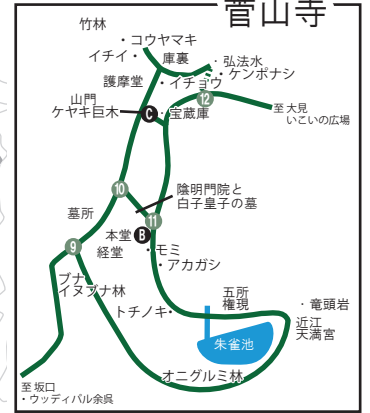 菅山寺
竹林
・コウヤマキ
イチイ・
庫裏
・弘法水
・ケンポナシ
護摩堂
・イチョウ
山門
ケヤキ巨木
C
・宝蔵庫
12
至大見
いこいの広場
10
陰明門院と
白子皇子の墓
墓所
11
本堂
B
9
経堂
・モミ
・アカガシ
ブナ
イヌブナ林
トチノキ・
五所
権現
・竜頭岩
近江
天満宮
朱雀池
オニグルミ林
至坂口
・ウッディパル余呉